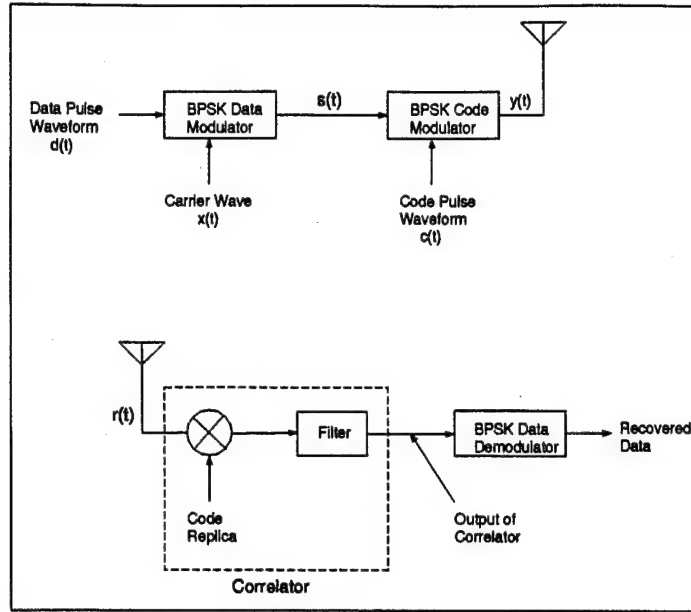 Data Pulse
Waveform
d(t)
BPSK Data
Modulator
s(t)
BPSK Code
Modulator
y(t)
Carrier Wave
x(t)
Code Pulse
Waveform
c(t)
r(t)
Filter
BPSK Data
Demodulator
Recovered
Data
Code
Replica
Output of
Correlator
Correlator